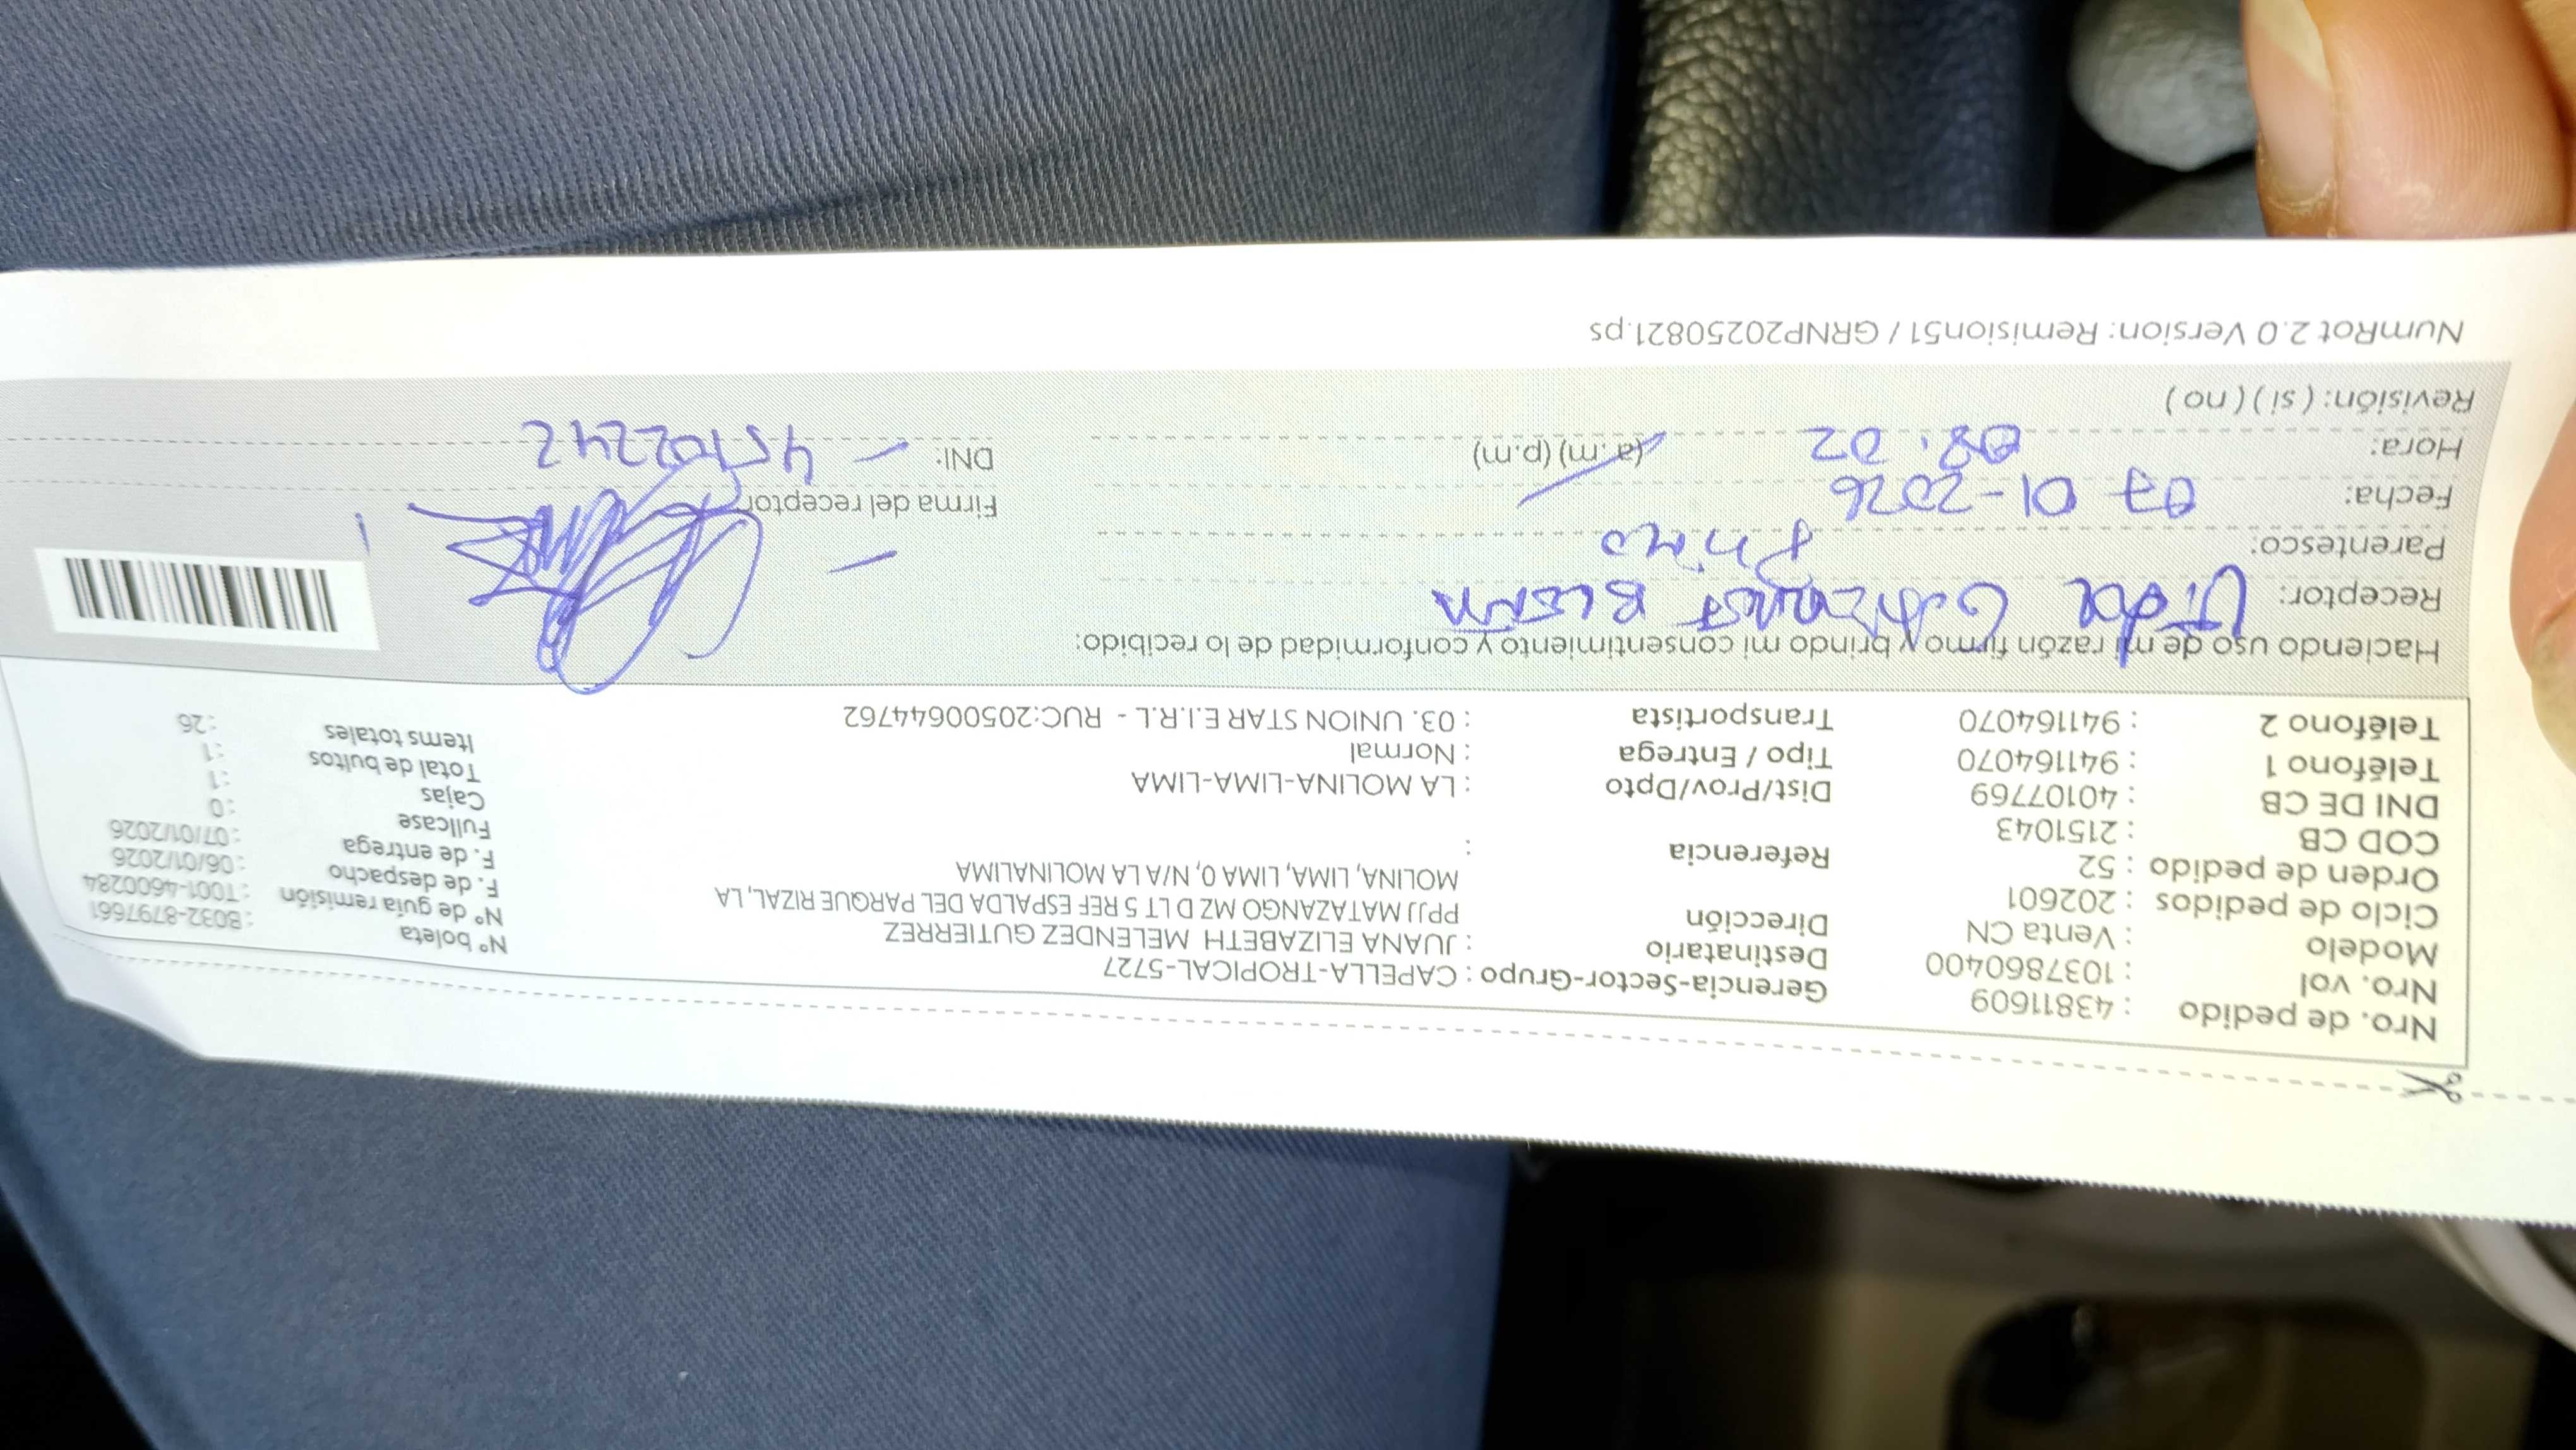 Nro. de pedido : 43811609 Gerencia-Sector-Grupo : CAPELLA-TROPICAL-5727
Nro. vol : 1037860400 Destinatario : JUANA ELIZABETH MELENDEZ GUTIERREZ Nº boleta : B032-8797661
Modelo : Venta CN Dirección PPJJ MATAZANGO MZ D LT 5 REF ESPALDA DEL PARQUE RIZAL, LA Nº de guía remisión : T001-4600284
Ciclo de pedidos : 202601 MOLINA, LIMA, LIMA 0, N/A LA MOLINALIMA F. de despacho : 06/01/2026
Orden de pedido : 52 Referencia : F. de entrega : 07/01/2026
COD CB : 2151043 Fullcase : 0
DNI DE CB : 40107769 Dist/Prov/Dpto : LA MOLINA-LIMA-LIMA Cajas : 1
Teléfono 1 : 941164070 Tipo / Entrega : Normal Total de bultos : 1
Teléfono 2 : 941164070 Transportista : 03. UNION STAR E.I.R.L - RUC:20500644762 Items totales : 26
Haciendo uso de mi razón firmo y brindo mi consentimiento y conformidad de lo recibido:
Receptor:
Parentesco: Primo
Fecha: 07 01-2026 Firma del receptor
Hora: 08.02 (a.m) (p.m) DNI: 45102242
Revisión: ( si ) ( no )
NumRot 2.0 Version: Remision51 / GRNP20250821.ps